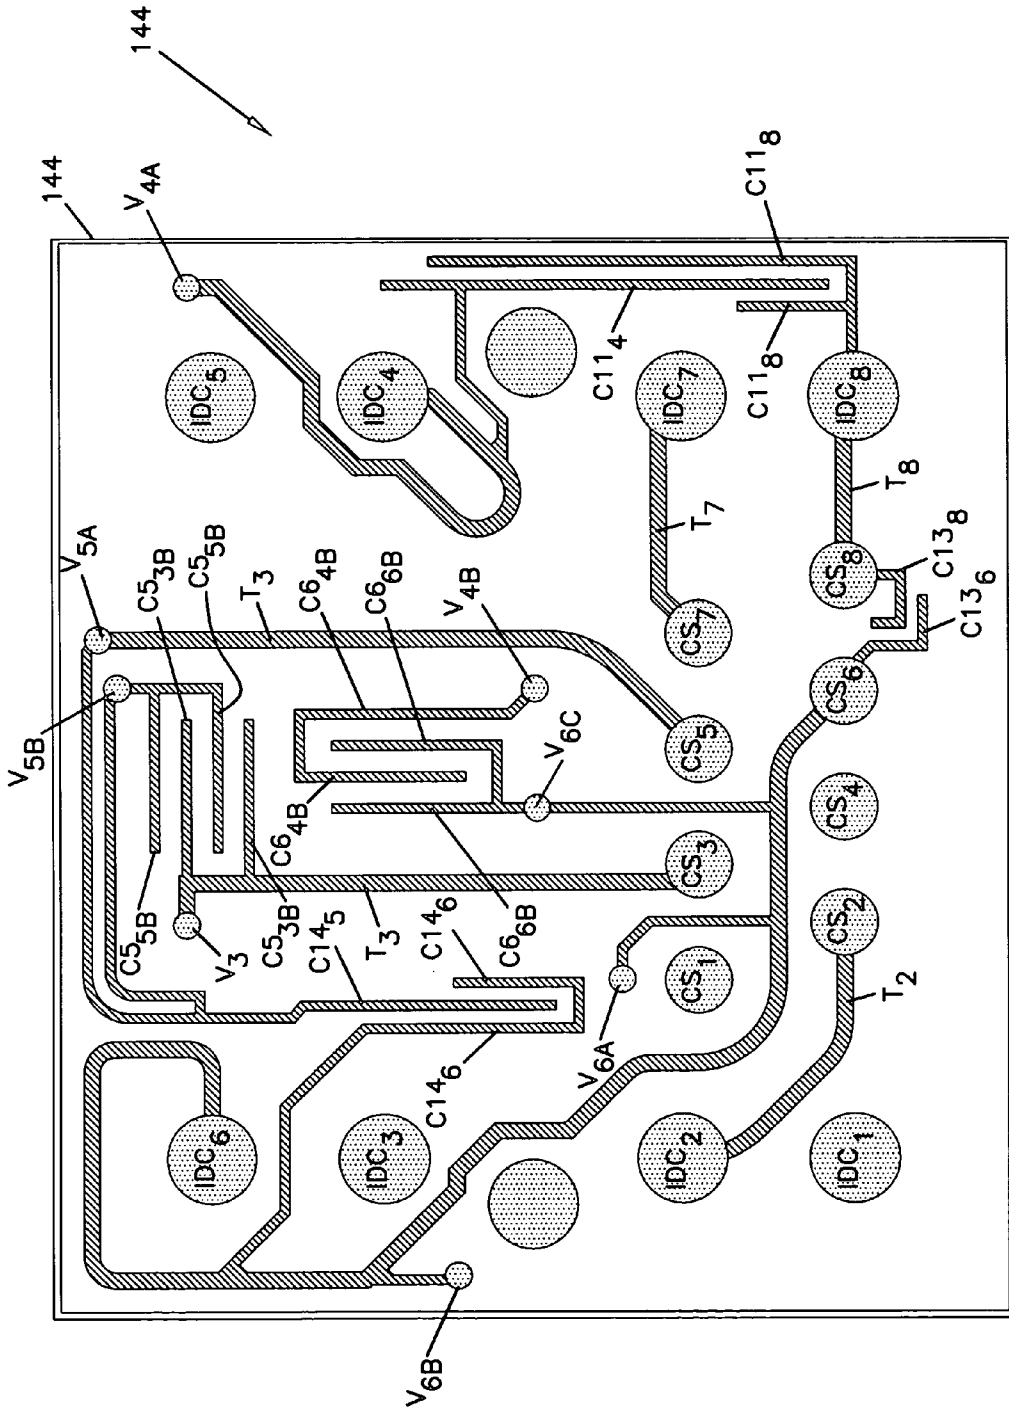 144
144
V4A
V5A
V5B
C53B
C55B
T3
C64B
C66B
V4B
IDC5
IDC4
C118
C114
C118
IDC7
IDC8
T7
T8
CS8
C138
C136
CS7
CS6
CS5
V6C
C64B
C55B
V3
C53B
C145
T3
C146
C66B
CS3
CS4
CS2
CS1
V6A
T2
C146
IDC6
IDC3
IDC2
IDC1
V6B